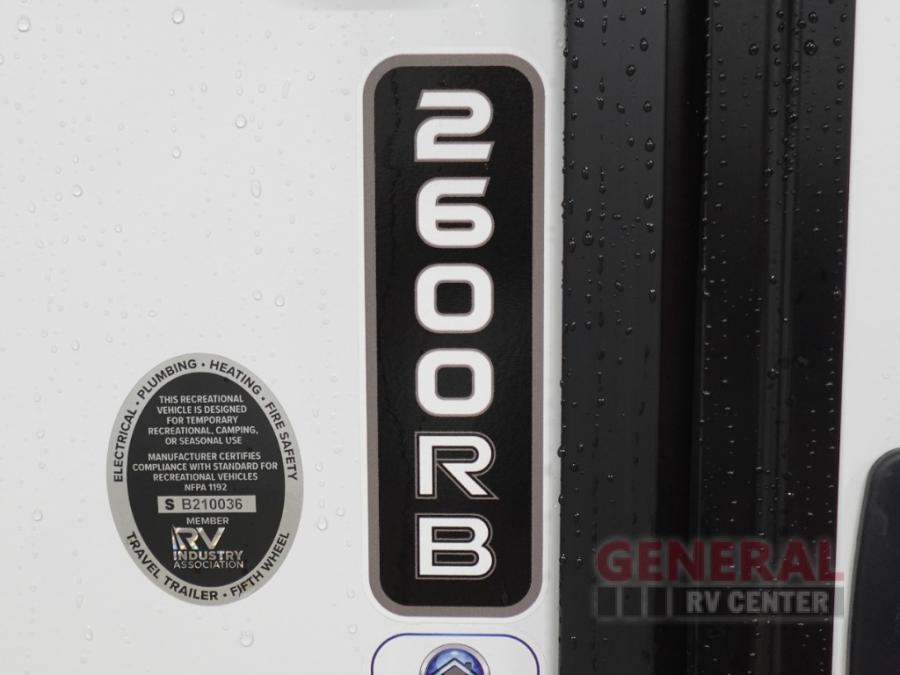 2600RB
ELECTRICAL • PLUMBING • HEATING • FIRE SAFETY
THIS RECREATIONAL
VEHICLE IS DESIGNED
FOR TEMPORARY
RECREATIONAL, CAMPING,
OR SEASONAL USE
MANUFACTURER CERTIFIES
COMPLIANCE WITH STANDARD FOR
RECREATIONAL VEHICLES
NFPA 1192
S B210036
MEMBER
RV
INDUSTRY
ASSOCIATION
TRAVEL TRAILER • FIFTH WHEEL
GENERAL
RV CENTER